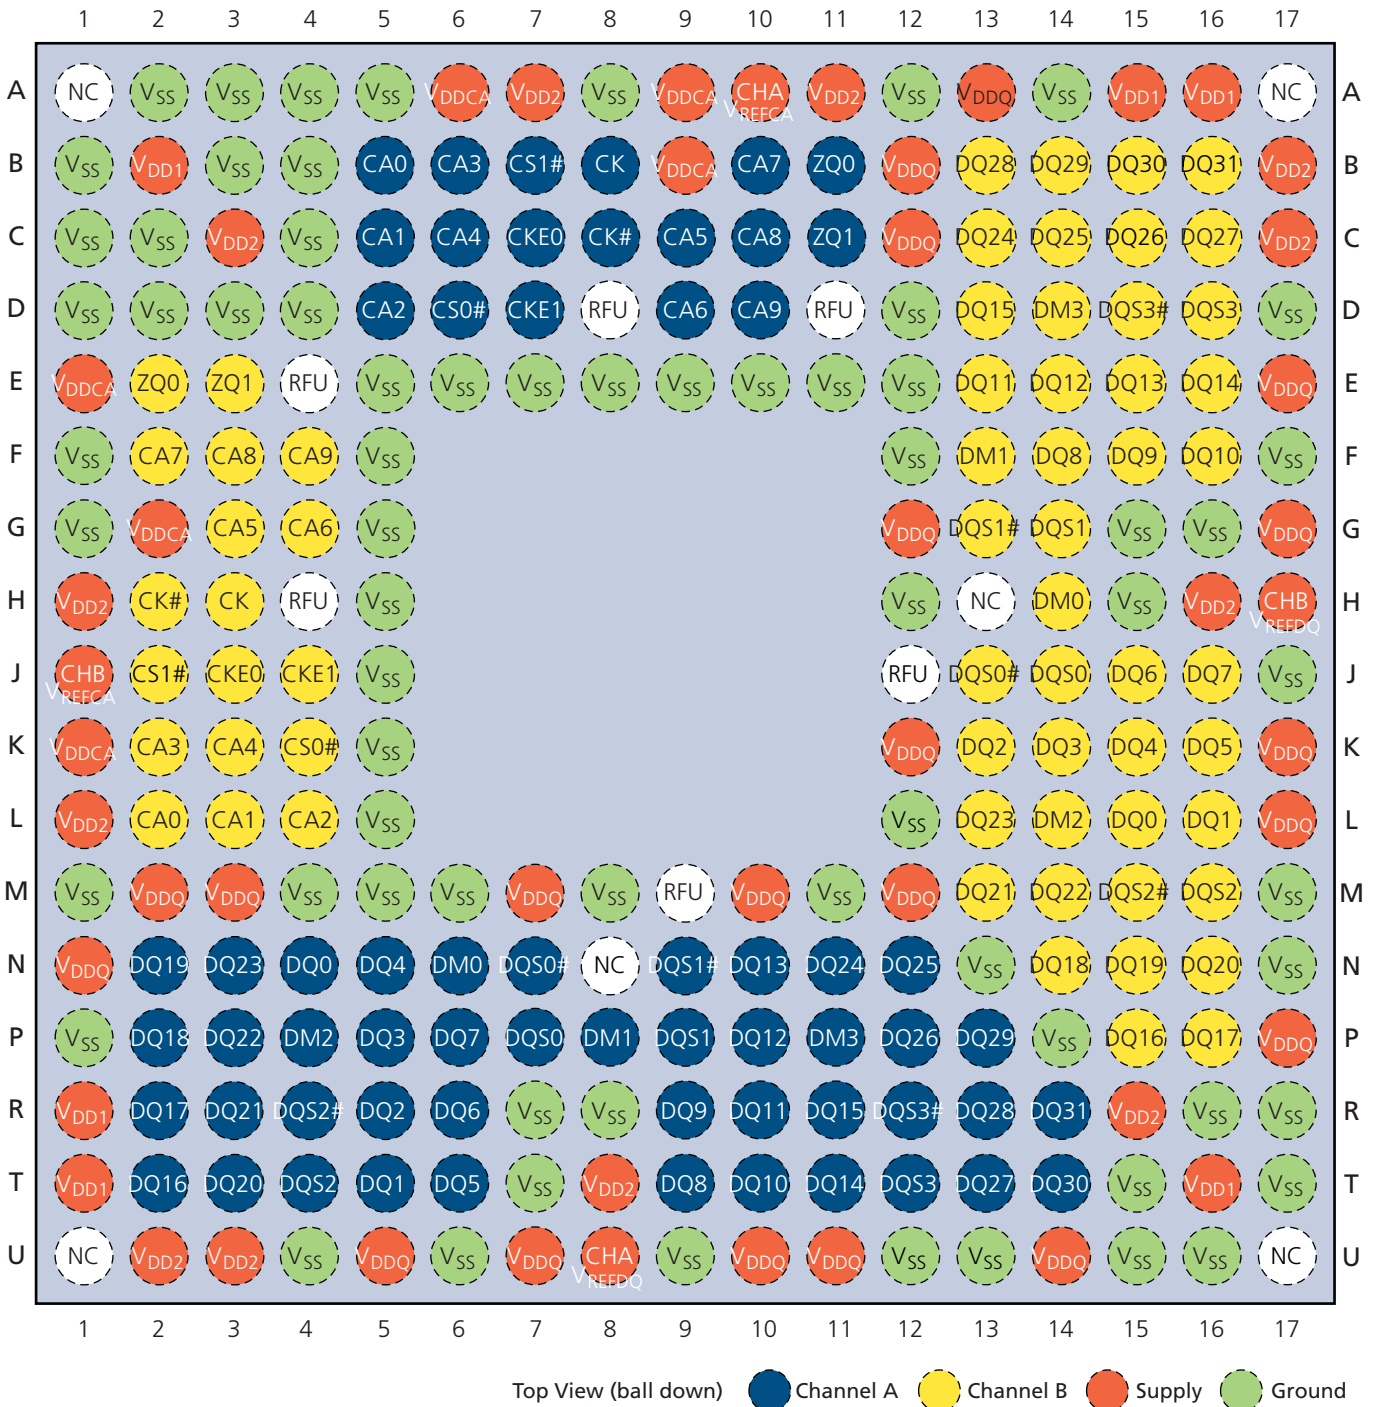 1 2 3 4 5 6 7 8 9 10 11 12 13 14 15 16 17
A NC VSS VSS VSS VSS VDDCA VDD2 VSS VDDCA CHA VREFCA VDD2 VSS VDDQ VSS VDD1 VDD1 NC A
B VSS VDD1 VSS VSS CA0 CA3 CS1# CK VDDCA CA7 ZQ0 VDDQ DQ28 DQ29 DQ30 DQ31 VDD2 B
C VSS VSS VDD2 VSS CA1 CA4 CKE0 CK# CA5 CA8 ZQ1 VDDQ DQ24 DQ25 DQ26 DQ27 VDD2 C
D VSS VSS VSS VSS CA2 CS0# CKE1 RFU CA6 CA9 RFU VSS DQ15 DM3 DQS3# DQS3 VSS D
E VDDCA ZQ0 ZQ1 RFU VSS VSS VSS VSS VSS VSS VSS VSS DQ11 DQ12 DQ13 DQ14 VDDQ E
F VSS CA7 CA8 CA9 VSS VSS DM1 DQ8 DQ9 DQ10 VSS F
G VSS VDDCA CA5 CA6 VSS VDDQ DQS1# DQS1 VSS VSS VDDQ G
H VDD2 CK# CK RFU VSS VSS NC DM0 VSS VDD2 CHB VREFDQ H
J CHB VREFCA CS1# CKE0 CKE1 VSS RFU DQS0# DQS0 DQ6 DQ7 VSS J
K VDDCA CA3 CA4 CS0# VSS VDDQ DQ2 DQ3 DQ4 DQ5 VDDQ K
L VDD2 CA0 CA1 CA2 VSS VSS DQ23 DM2 DQ0 DQ1 VDDQ L
M VSS VDDQ VDDQ VSS VSS VSS VDDQ VSS RFU VDDQ VSS VDDQ DQ21 DQ22 DQS2# DQS2 VSS M
N VDDQ DQ19 DQ23 DQ0 DQ4 DM0 DQS0# NC DQS1# DQ13 DQ24 DQ25 VSS DQ18 DQ19 DQ20 VSS N
P VSS DQ18 DQ22 DM2 DQ3 DQ7 DQS0 DM1 DQS1 DQ12 DM3 DQ26 DQ29 VSS DQ16 DQ17 VDDQ P
R VDD1 DQ17 DQ21 DQS2# DQ2 DQ6 VSS VSS DQ9 DQ11 DQ15 DQS3# DQ28 DQ31 VDD2 VSS VSS R
T VDD1 DQ16 DQ20 DQS2 DQ1 DQ5 VSS VDD2 DQ8 DQ10 DQ14 DQS3 DQ27 DQ30 VSS VDD1 VSS T
U NC VDD2 VDD2 VSS VDDQ VSS VDDQ CHA VREFDQ VSS VDDQ VDDQ VSS VSS VDDQ VSS VSS NC U
1 2 3 4 5 6 7 8 9 10 11 12 13 14 15 16 17
Top View (ball down) Channel A Channel B Supply Ground